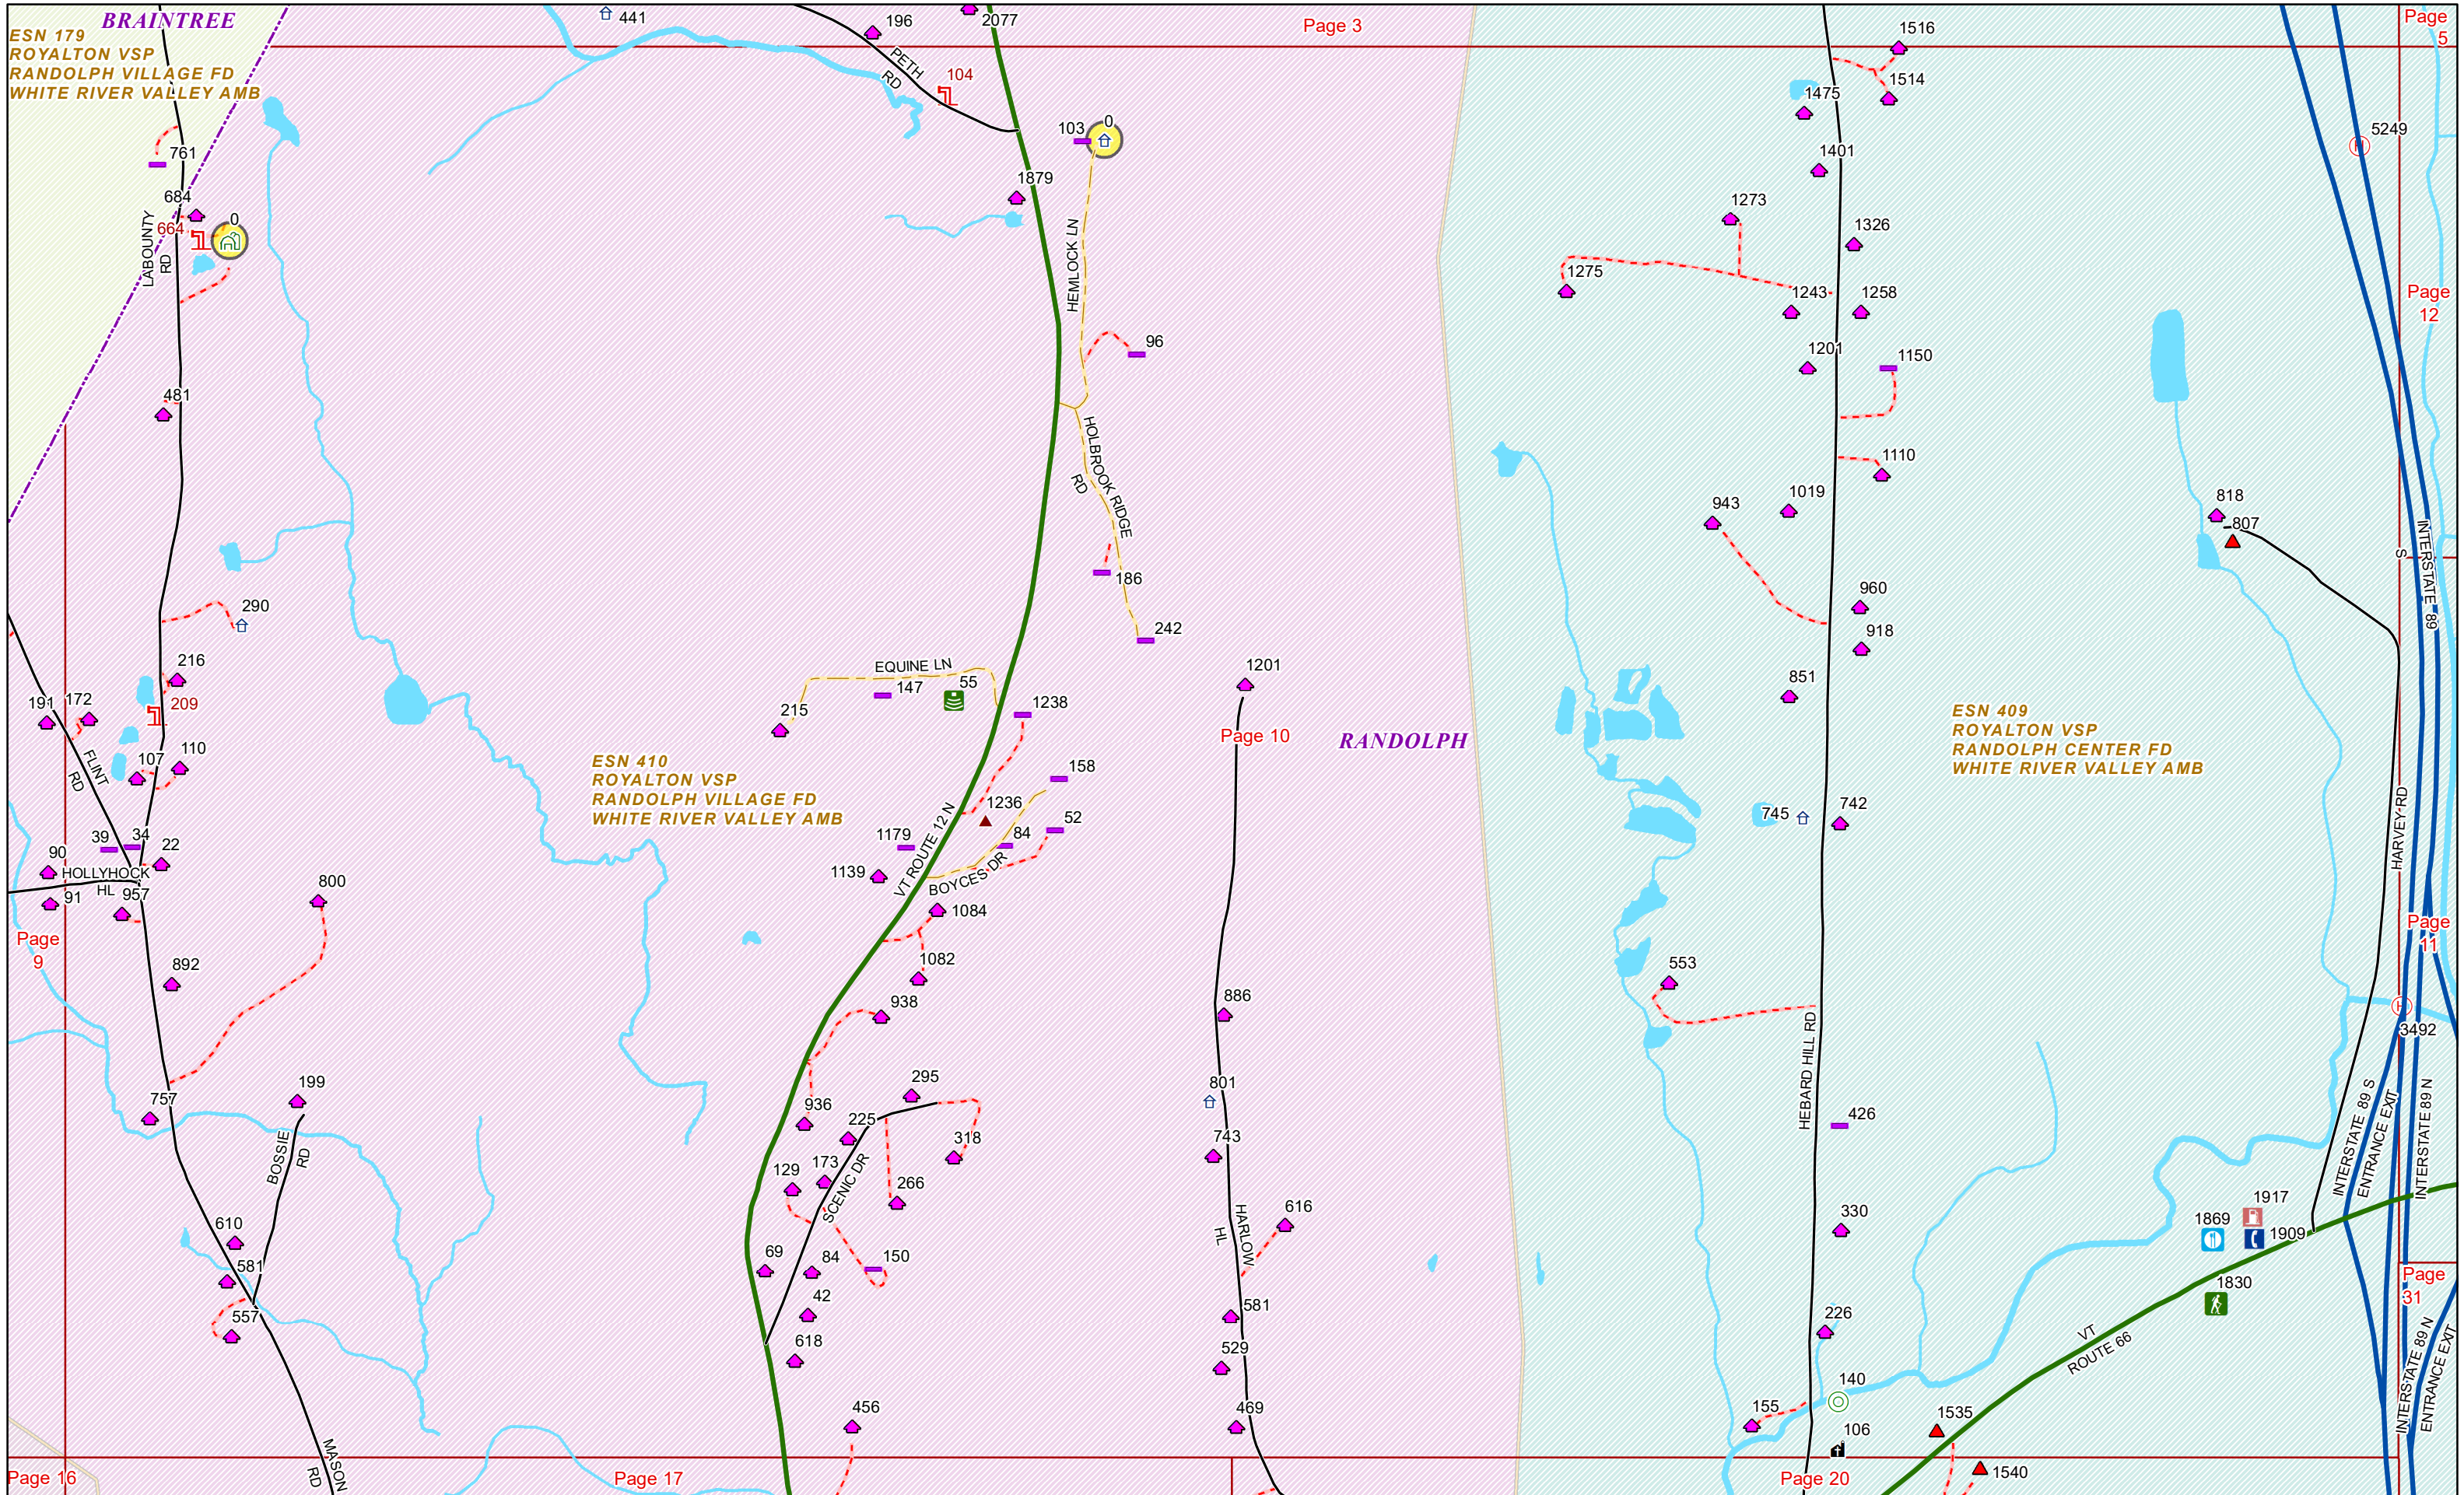 BRAINTREE
ESN 179
ROYALTON VSP
RANDOLPH VILLAGE FD
WHITE RIVER VALLEY AMB
441
196
2077
Page 3
1516
Page
5
PETH
RD
104
1514
1475
103
0
5249
761
1401
684
1879
664
0
1273
1326
LABOUNTY
RD
HEMLOCK LN
1275
1243
1258
Page
12
96
1201
1150
481
HOLBROOK RIDGE
RD
1110
943
1019
818
807
INTERSTATE 89
S
186
290
960
242
918
EQUINE LN
216
147
55
1201
851
191
172
209
215
1238
Page 10
RANDOLPH
ESN 409
ROYALTON VSP
RANDOLPH CENTER FD
WHITE RIVER VALLEY AMB
107
110
FLINT
RD
ESN 410
ROYALTON VSP
RANDOLPH VILLAGE FD
WHITE RIVER VALLEY AMB
158
1236
52
745
742
HARVEY RD
39
34
22
1179
84
VT ROUTE 12 N
90
HOLLYHOCK
HL
1139
BOYCES DR
91
957
800
1084
Page
9
Page
11
892
1082
553
938
886
H
3492
HEBARD HILL RD
199
295
801
757
936
225
426
INTERSTATE 89 S
ENTRANCE EXIT
INTERSTATE 89 N
BOSSIE
RD
318
743
129
173
266
SCENIC DR
610
616
HARLOW
HL
330
1917
1869
1909
581
69
84
150
Page
31
1830
557
42
581
226
618
529
VT
ROUTE 66
INTERSTATE 89 N
ENTRANCE EXIT
140
456
469
155
106
1535
MASON
RD
Page 16
Page 17
Page 20
1540